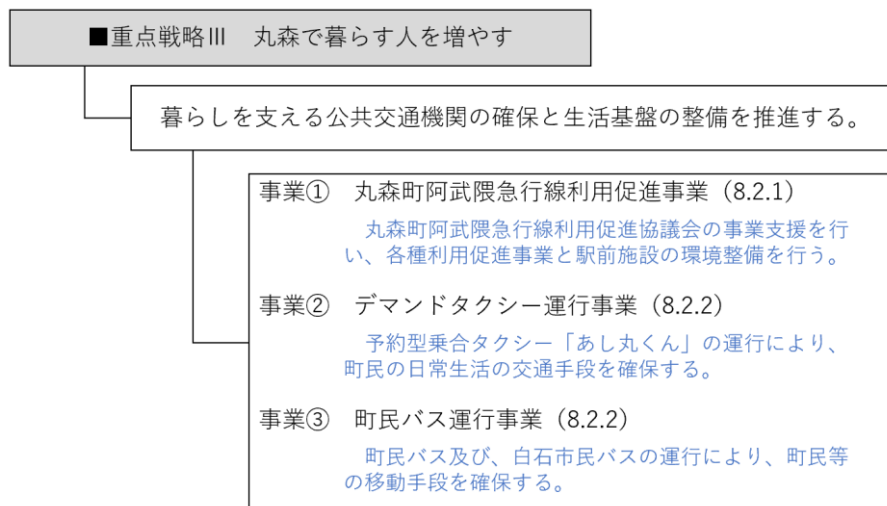 ■重点戦略Ⅲ　丸森で暮らす人を増やす
暮らしを支える公共交通機関の確保と生活基盤の整備を推進する。
事業①　丸森町阿武隈急行線利用促進事業（8.2.1）
丸森町阿武隈急行線利用促進協議会の事業支援を行
い、各種利用促進事業と駅前施設の環境整備を行う。
事業②　デマンドタクシー運行事業（8.2.2）
予約型乗合タクシー「あし丸くん」の運行により、
町民の日常生活の交通手段を確保する。
事業③　町民バス運行事業（8.2.2）
町民バス及び、白石市民バスの運行により、町民等
の移動手段を確保する。